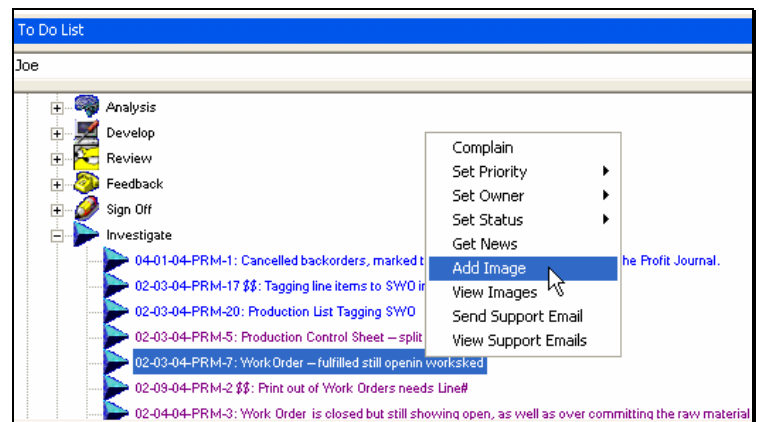 To Do List
Joe
Analysis
Develop
Review
Feedback
Sign Off
Investigate
04-01-04-PRM-1: Cancelled backorders, marked t he Profit Journal.
02-03-04-PRM-17 $$: Tagging line items to SWO in
02-03-04-PRM-20: Production List Tagging SWO
02-03-04-PRM-5: Production Control Sheet – split
02-03-04-PRM-7: Work Order – fulfilled still openin worksked
02-09-04-PRM-2 $$: Print out of Work Orders needs Line#
02-04-04-PRM-3: Work Order is closed but still showing open, as well as over committing the raw material
Complain
Set Priority
Set Owner
Set Status
Get News
Add Image
View Images
Send Support Email
View Support Emails